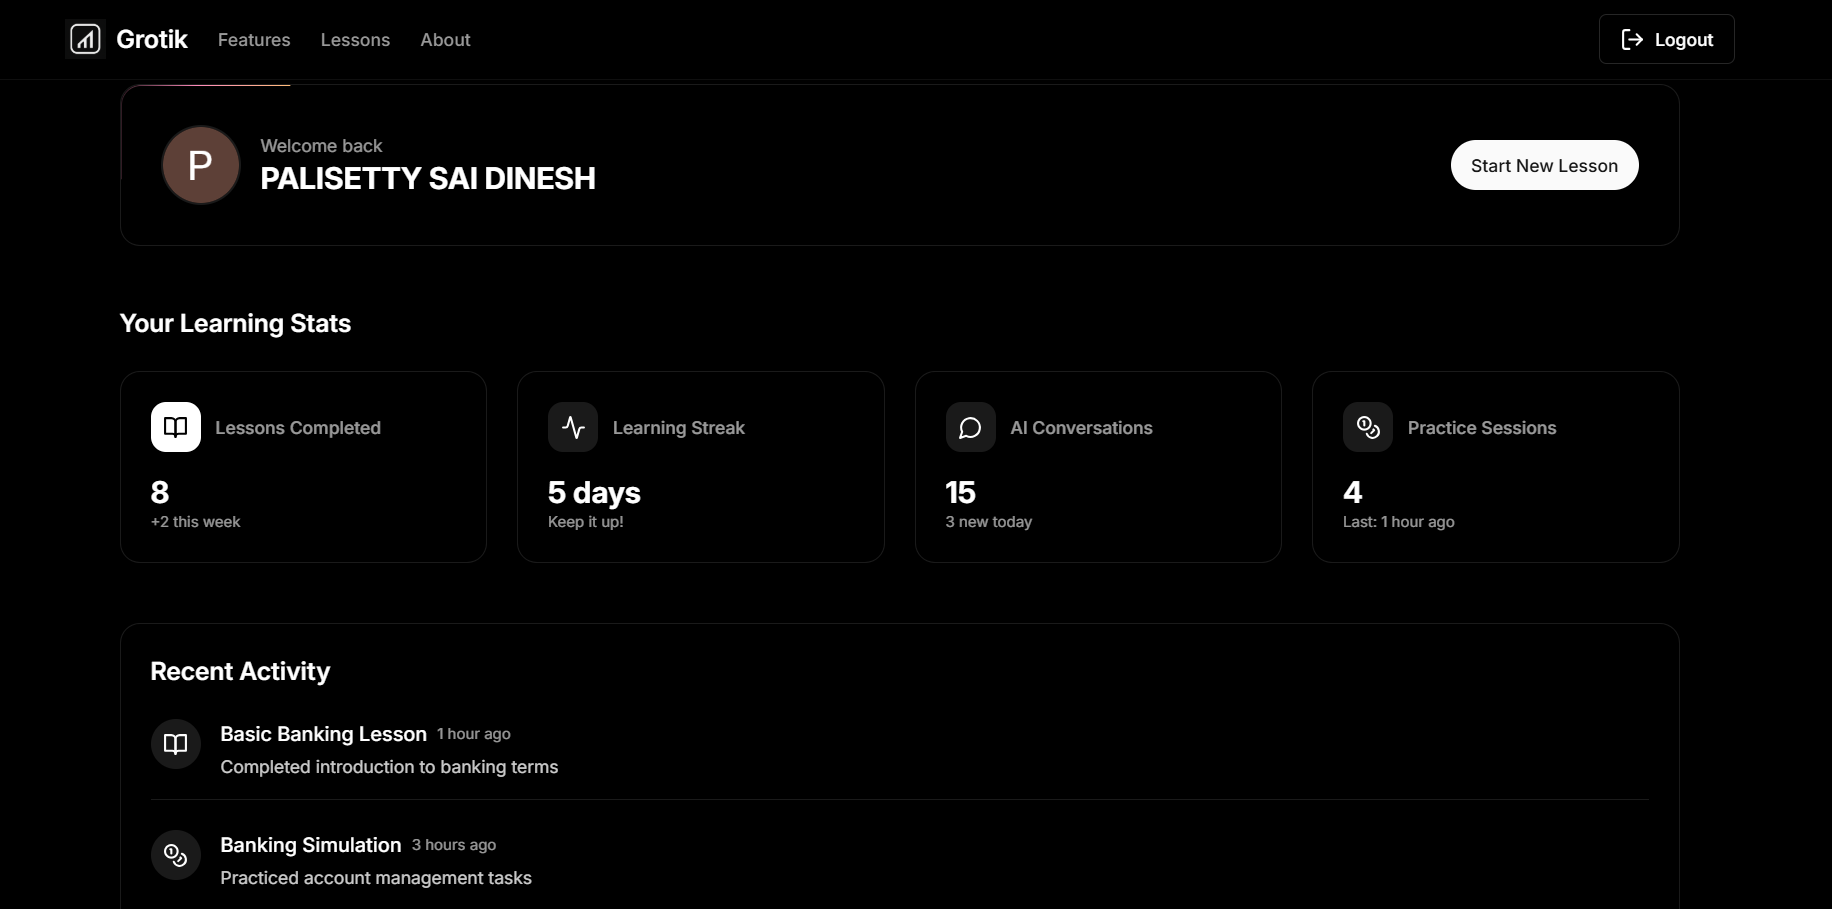 Grotik
Features
Lessons
About
Logout
P
Welcome back
PALISETTY SAI DINESH
Start New Lesson
Your Learning Stats
Lessons Completed
8
+2 this week
Learning Streak
5 days
Keep it up!
AI Conversations
15
3 new today
Practice Sessions
4
Last: 1 hour ago
Recent Activity
Basic Banking Lesson 1 hour ago
Completed introduction to banking terms
Banking Simulation 3 hours ago
Practiced account management tasks